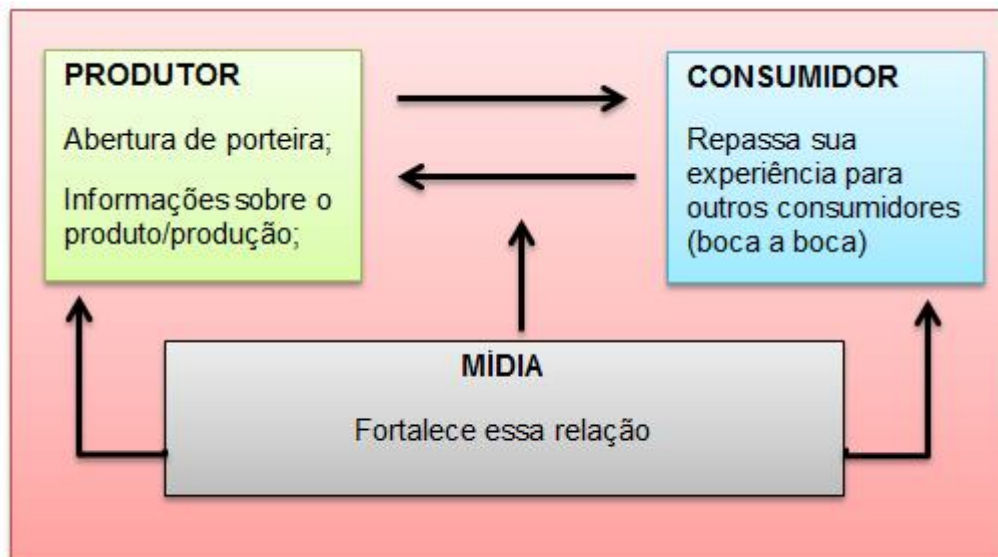 PRODUTOR
Abertura de porteira;
Informações sobre o
produto/produção;
CONSUMIDOR
Repassa sua
experiência para
outros consumidores
(boca a boca)
MÍDIA
Fortalece essa relação